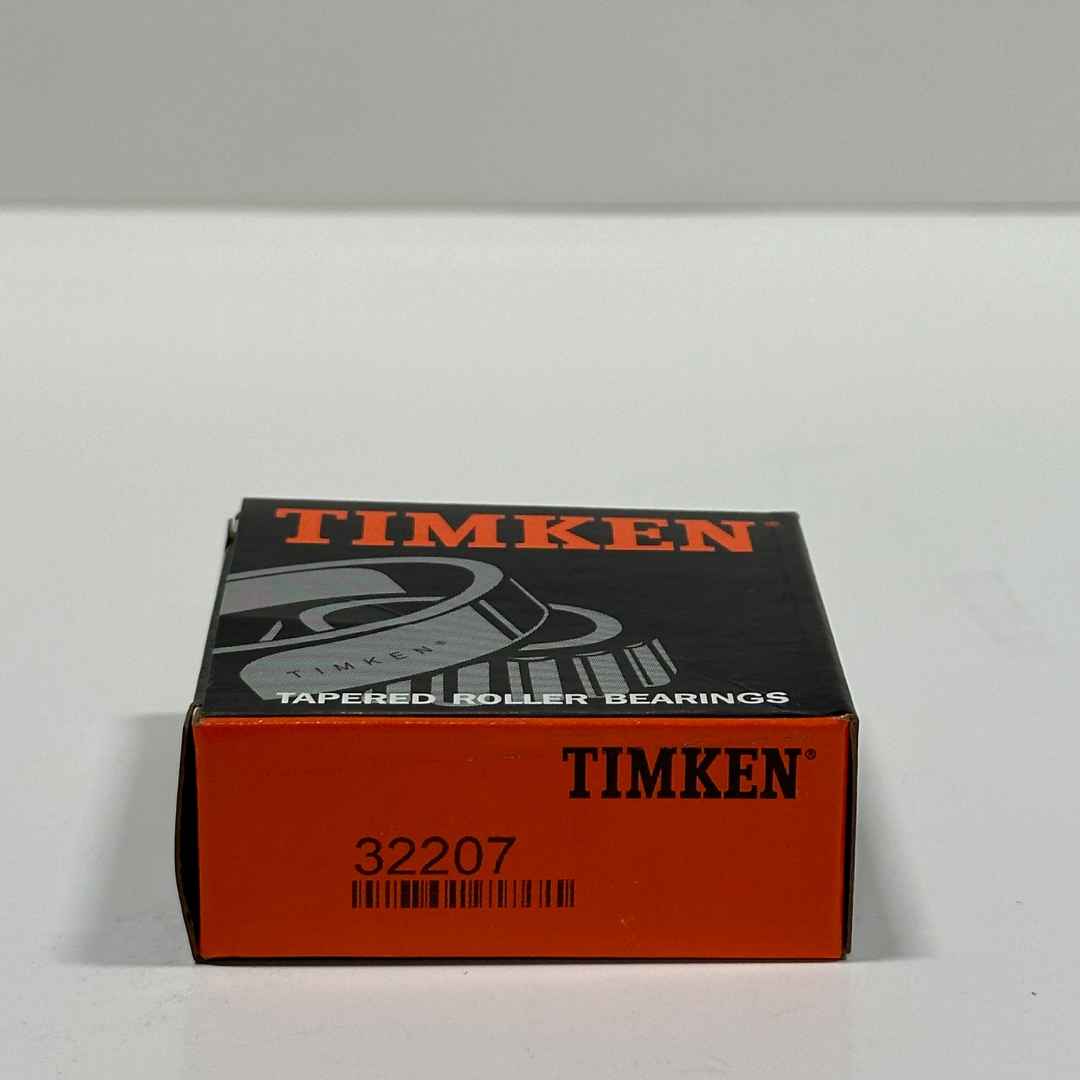 TIMKEN®
TIMKEN®
TAPERED ROLLER BEARINGS
TIMKEN®
32207